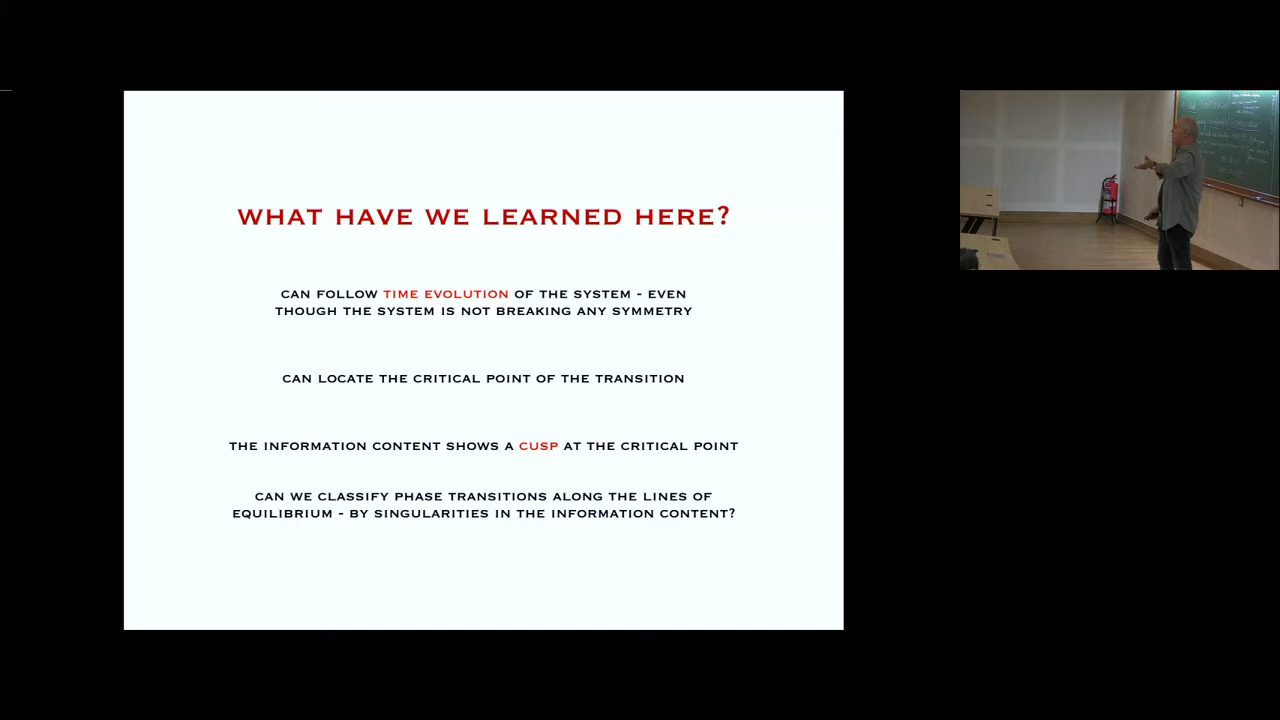 WHAT HAVE WE LEARNED HERE?
CAN FOLLOW TIME EVOLUTION OF THE SYSTEM - EVEN
THOUGH THE SYSTEM IS NOT BREAKING ANY SYMMETRY
CAN LOCATE THE CRITICAL POINT OF THE TRANSITION
THE INFORMATION CONTENT SHOWS A CUSP AT THE CRITICAL POINT
CAN WE CLASSIFY PHASE TRANSITIONS ALONG THE LINES OF
EQUILIBRIUM - BY SINGULARITIES IN THE INFORMATION CONTENT?